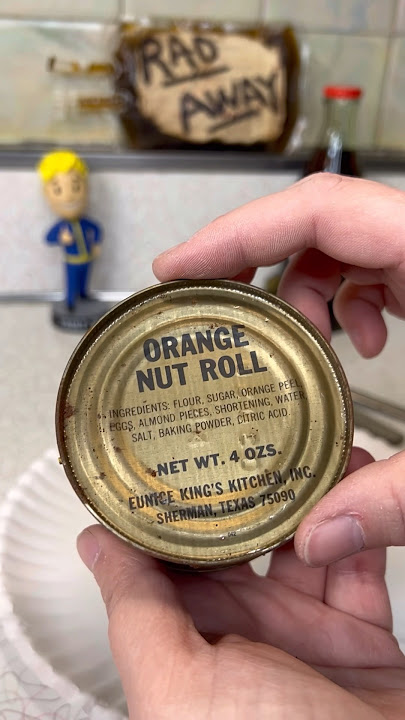 RAD
AWAY
ORANGE
NUT ROLL
INGREDIENTS: FLOUR, SUGAR, ORANGE PEEL,
EGGS, ALMOND PIECES, SHORTENING, WATER,
SALT, BAKING POWDER, CITRIC ACID.
NET WT. 4 OZS.
EUNICE KING'S KITCHEN, INC.
SHERMAN, TEXAS 75090